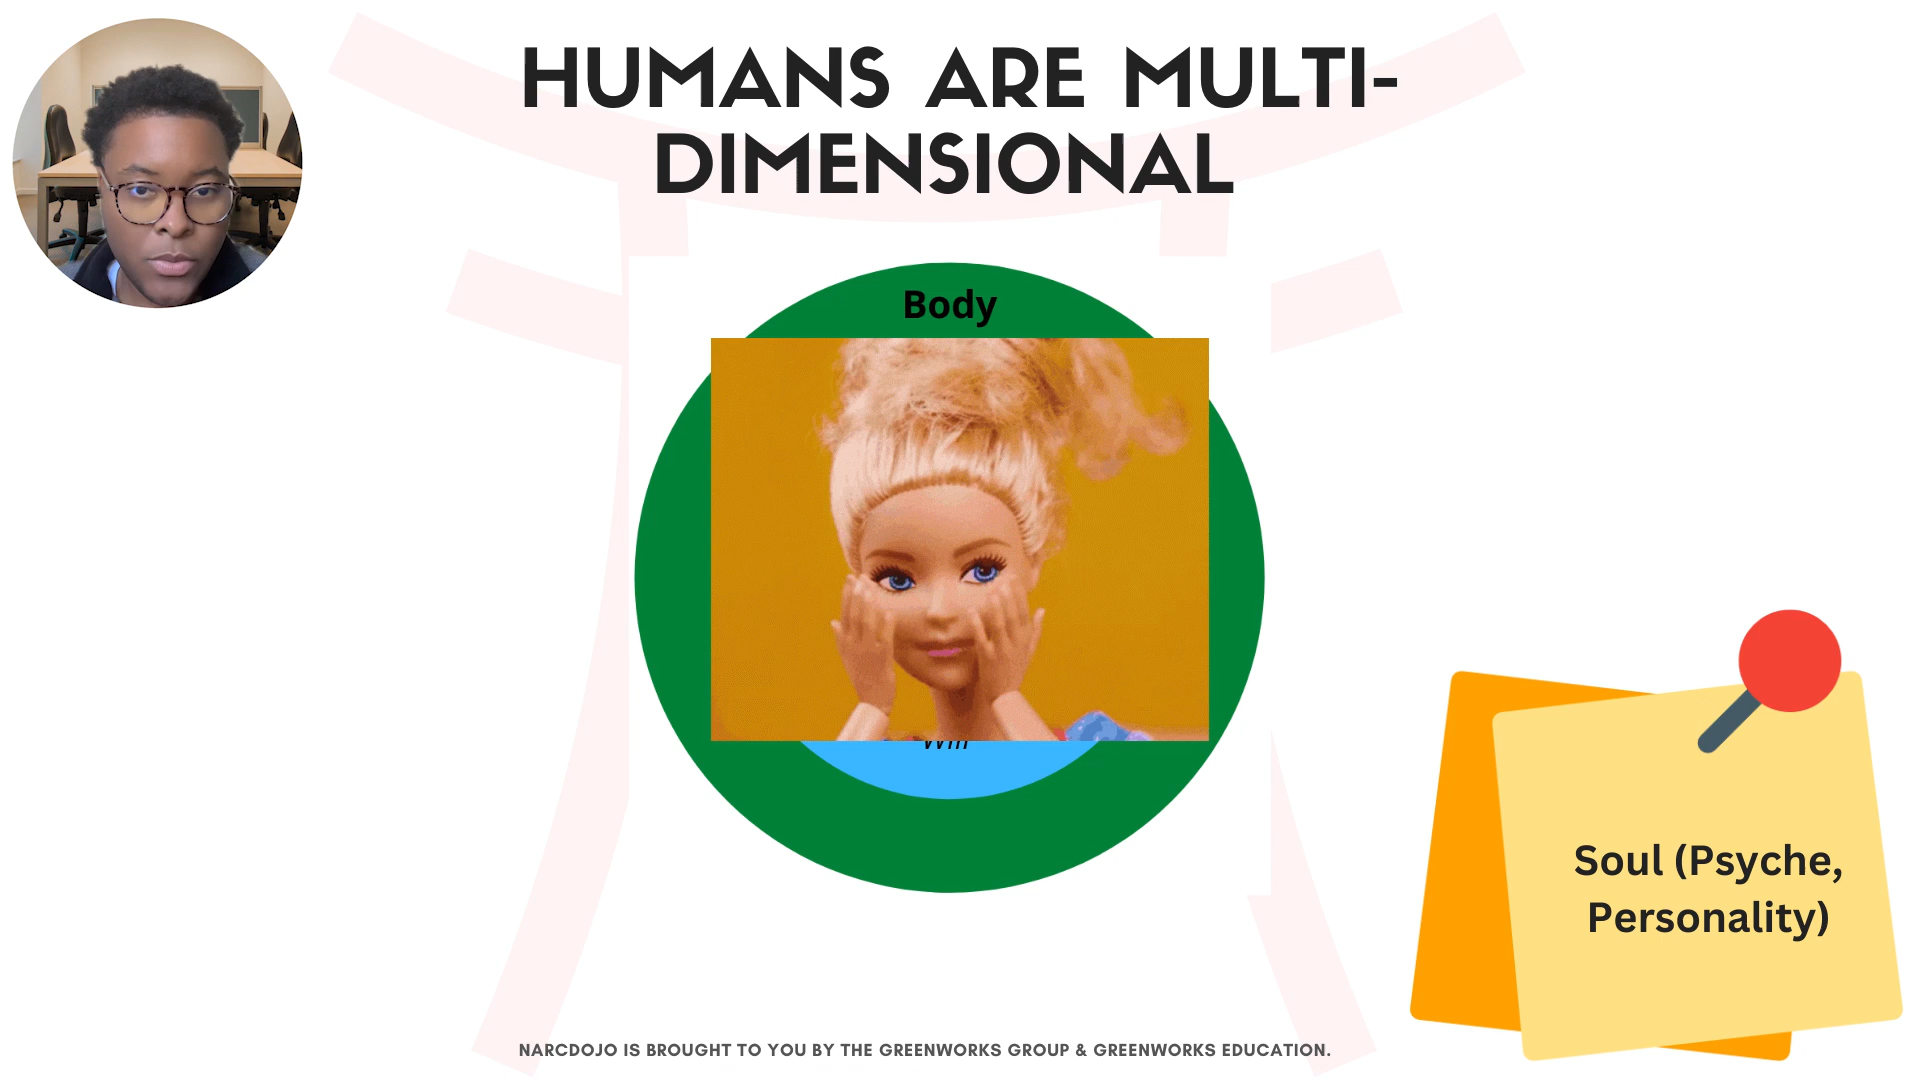 HUMANS ARE MULTI-
DIMENSIONAL
Body
Soul (Psyche,
Personality)
NARCDOJO IS BROUGHT TO YOU BY THE GREENWORKS GROUP & GREENWORKS EDUCATION.